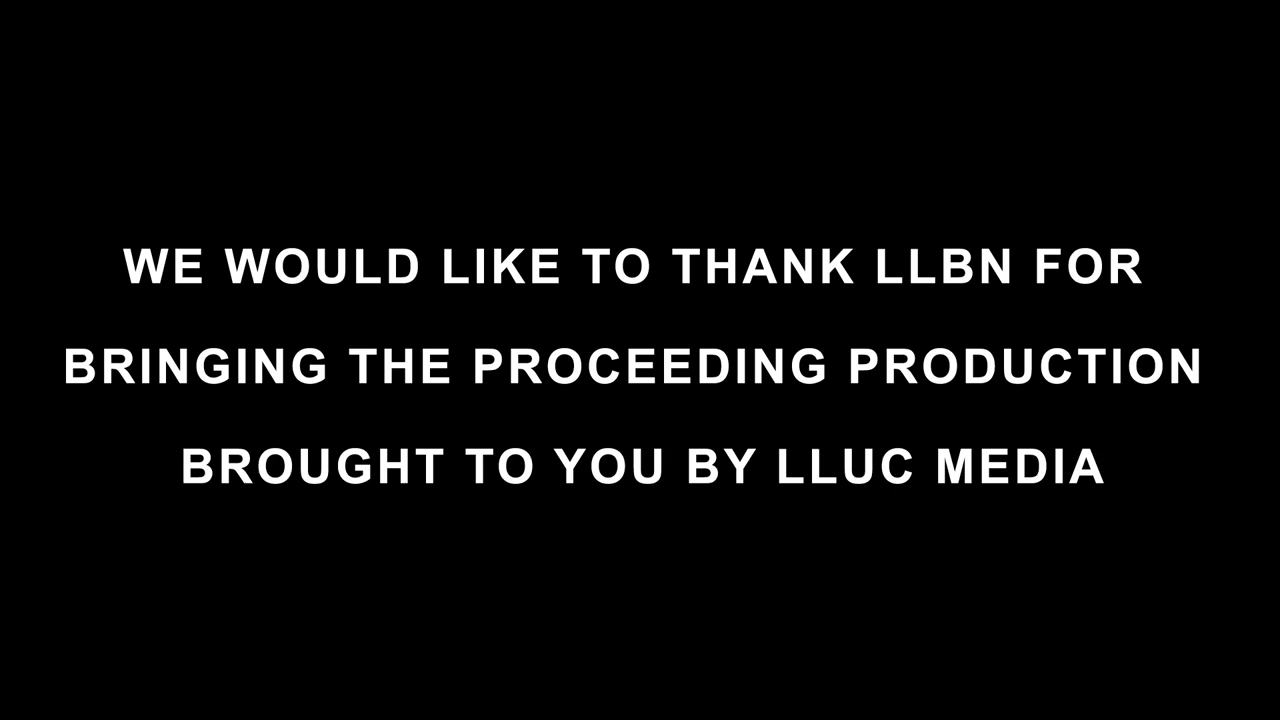 WE WOULD LIKE TO THANK LLBN FOR
BRINGING THE PROCEEDING PRODUCTION
BROUGHT TO YOU BY LLUC MEDIA